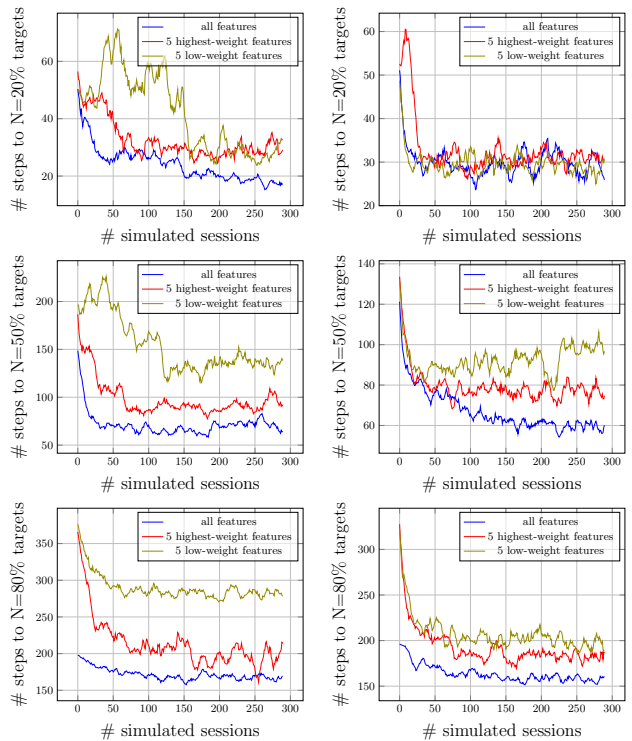 # steps to N=20% targets
60
40
20
0
50
100
150
200
250
300
# simulated sessions
all features
5 highest-weight features
5 low-weight features
# steps to N=20% targets
60
50
40
30
20
0
50
100
150
200
250
300
# simulated sessions
all features
5 highest-weight features
5 low-weight features
# steps to N=50% targets
200
150
100
50
0
50
100
150
200
250
300
# simulated sessions
all features
5 highest-weight features
5 low-weight features
# steps to N=50% targets
140
120
100
80
60
0
50
100
150
200
250
300
# simulated sessions
all features
5 highest-weight features
5 low-weight features
# steps to N=80% targets
350
300
250
200
150
0
50
100
150
200
250
300
# simulated sessions
all features
5 highest-weight features
5 low-weight features
# steps to N=80% targets
300
250
200
150
0
50
100
150
200
250
300
# simulated sessions
all features
5 highest-weight features
5 low-weight features